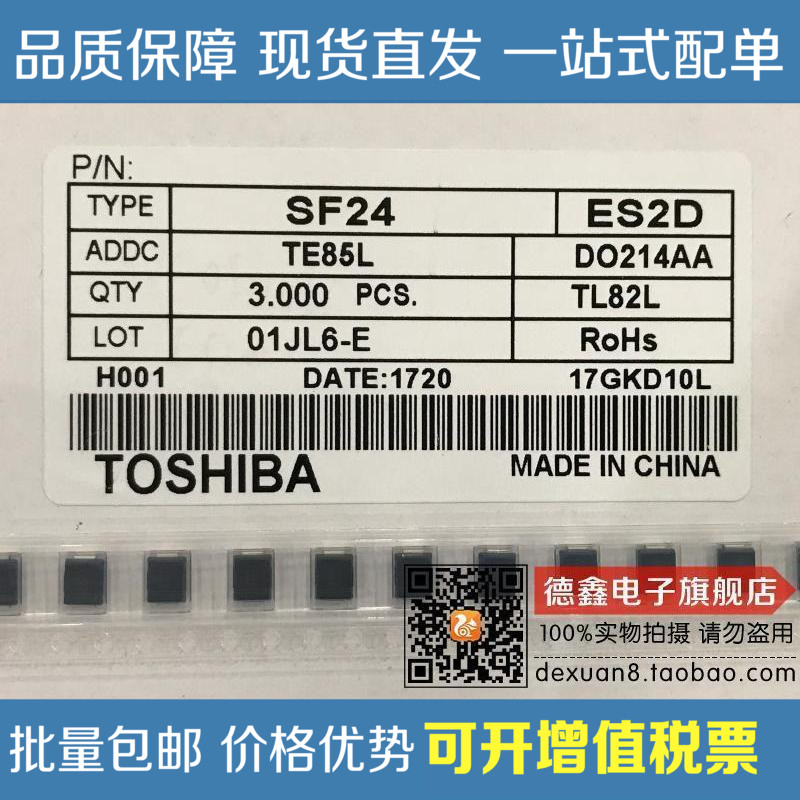 品质保障 现货直发 一站式配单
P/N:
TYPE SF24 ES2D
ADDC TE85L DO214AA
QTY 3.000 PCS. TL82L
LOT 01JL6-E RoHs
H001 DATE:1720 17GKD10L
TOSHIBA MADE IN CHINA
德鑫电子旗舰店
100%实物拍摄 请勿盗用
dexuan8.taobao.com
批量包邮 价格优势 可开增值税票